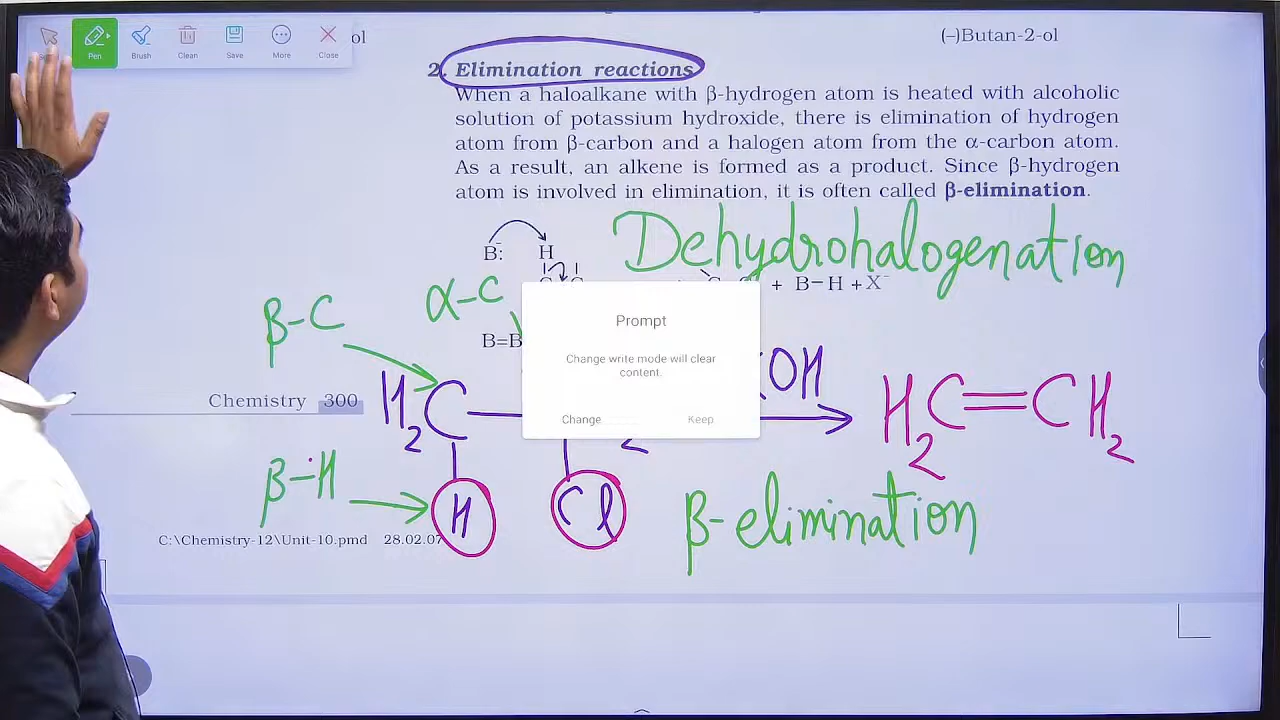 Pen Brush Clean Save More Close
ol
(–)Butan-2-ol
2. Elimination reactions
When a haloalkane with β-hydrogen atom is heated with alcoholic
solution of potassium hydroxide, there is elimination of hydrogen
atom from β-carbon and a halogen atom from the α-carbon atom.
As a result, an alkene is formed as a product. Since β-hydrogen
atom is involved in elimination, it is often called β-elimination.
Dehydrohalogenation
B: H
+ B–H + X⁻
α-C
β-C
B=B
Prompt
Change write mode will clear
content.
Change Keep
Chemistry 300
H₂C
OH
H₂C=CH₂
2
β-H
H Cl
β-elimination
C:\Chemistry-12\Unit-10.pmd 28.02.07